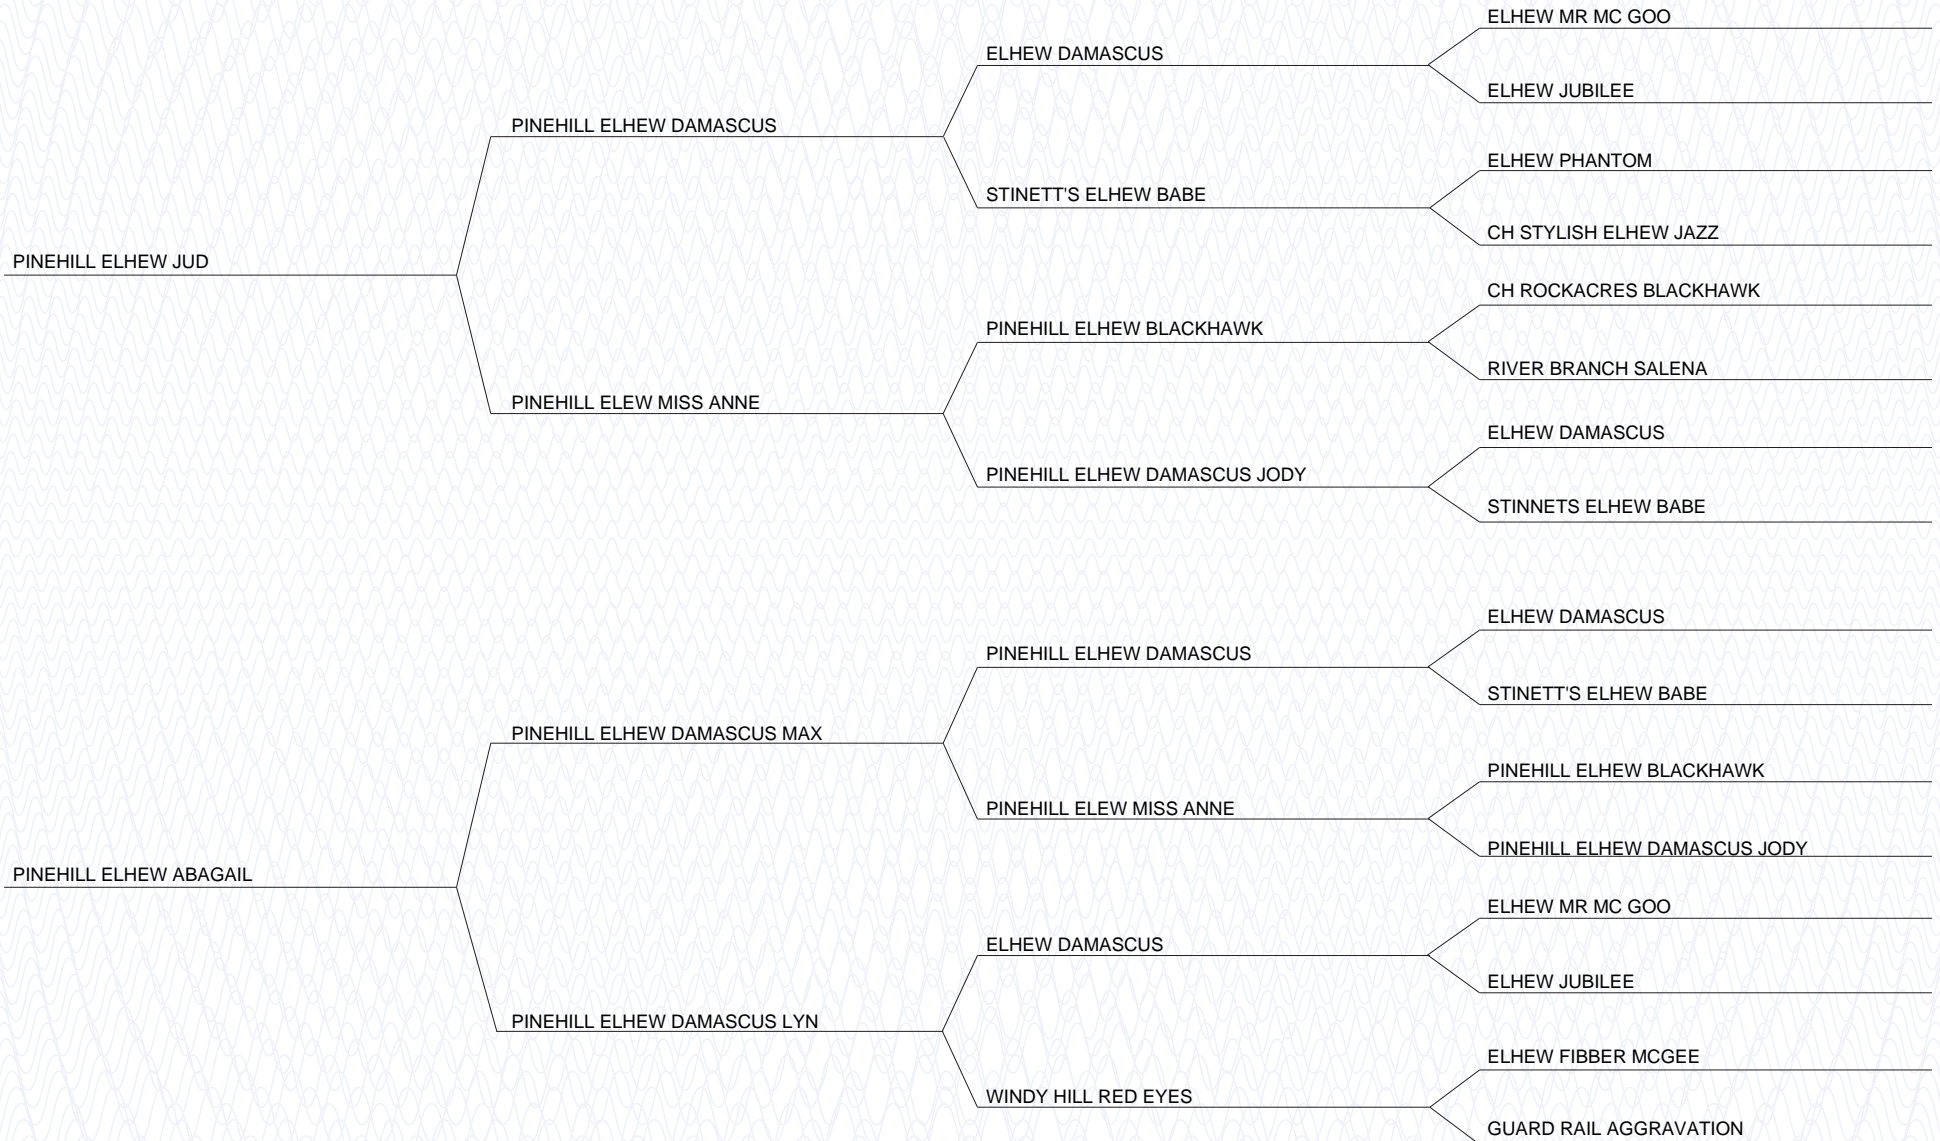 ELHEW MR MC GOO
ELHEW DAMASCUS
ELHEW JUBILEE
PINEHILL ELHEW DAMASCUS
ELHEW PHANTOM
STINETT'S ELHEW BABE
CH STYLISH ELHEW JAZZ
PINEHILL ELHEW JUD
CH ROCKACRES BLACKHAWK
PINEHILL ELHEW BLACKHAWK
RIVER BRANCH SALENA
PINEHILL ELEW MISS ANNE
ELHEW DAMASCUS
PINEHILL ELHEW DAMASCUS JODY
STINNETS ELHEW BABE
ELHEW DAMASCUS
PINEHILL ELHEW DAMASCUS
STINETT'S ELHEW BABE
PINEHILL ELHEW DAMASCUS MAX
PINEHILL ELHEW BLACKHAWK
PINEHILL ELEW MISS ANNE
PINEHILL ELHEW DAMASCUS JODY
PINEHILL ELHEW ABAGAIL
ELHEW MR MC GOO
ELHEW DAMASCUS
ELHEW JUBILEE
PINEHILL ELHEW DAMASCUS LYN
ELHEW FIBBER MCGEE
WINDY HILL RED EYES
GUARD RAIL AGGRAVATION